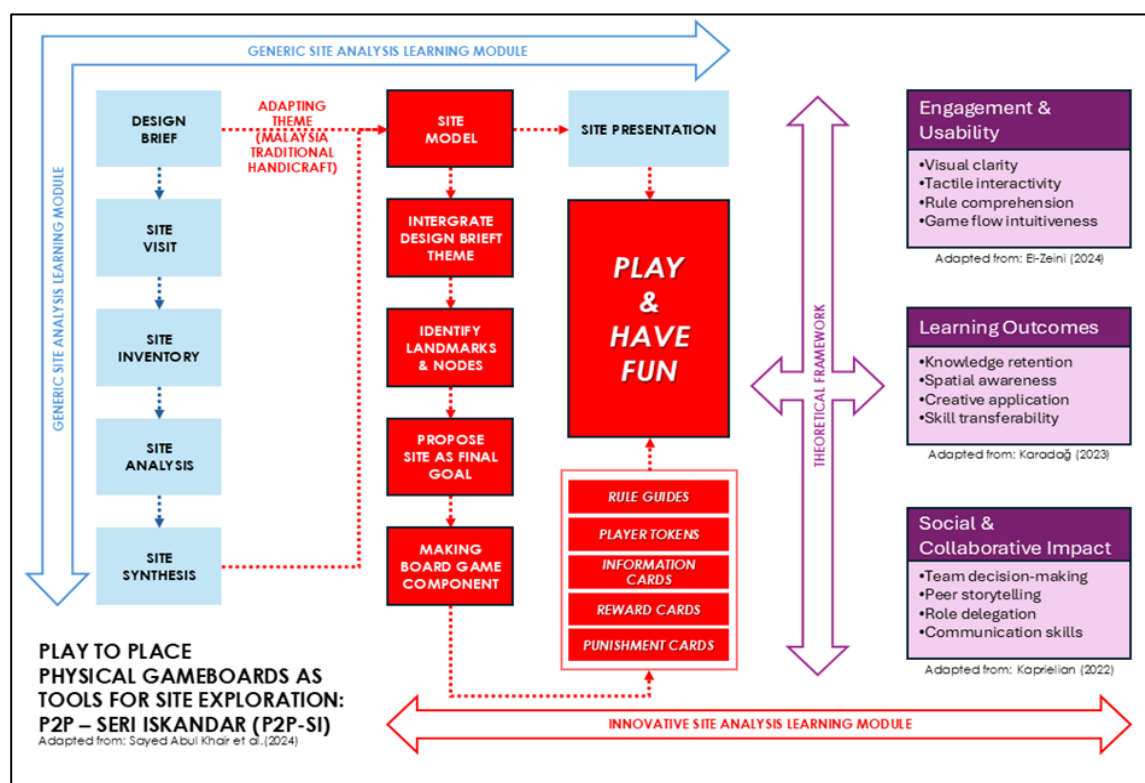 GENERIC SITE ANALYSIS LEARNING MODULE
GENERIC SITE ANALYSIS LEARNING MODULE
DESIGN
BRIEF
SITE
VISIT
SITE
INVENTORY
SITE
ANALYSIS
SITE
SYNTHESIS
ADAPTING
THEME
(MALAYSIA
TRADITIONAL
HANDICRAFT)
SITE
MODEL
INTERGRATE
DESIGN BRIEFT
THEME
IDENTIFY
LANDMARKS
& NODES
PROPOSE
SITE AS FINAL
GOAL
MAKING
BOARD GAME
COMPONENT
SITE PRESENTATION
PLAY
&
HAVE
FUN
RULE GUIDES
PLAYER TOKENS
INFORMATION
CARDS
REWARD CARDS
PUNISHMENT CARDS
THEORETICAL FRAMEWORK
Engagement &
Usability
•Visual clarity
•Tactile interactivity
•Rule comprehension
•Game flow intuitiveness
Adapted from: El-Zeini (2024)
Learning Outcomes
•Knowledge retention
•Spatial awareness
•Creative application
•Skill transferability
Adapted from: Karadağ (2023)
Social &
Collaborative Impact
•Team decision-making
•Peer storytelling
•Role delegation
•Communication skills
Adapted from: Kaprielian (2022)
PLAY TO PLACE
PHYSICAL GAMEBOARDS AS
TOOLS FOR SITE EXPLORATION:
P2P – SERI ISKANDAR (P2P-SI)
Adapted from: Sayed Abul Khair et al.(2024)
INNOVATIVE SITE ANALYSIS LEARNING MODULE